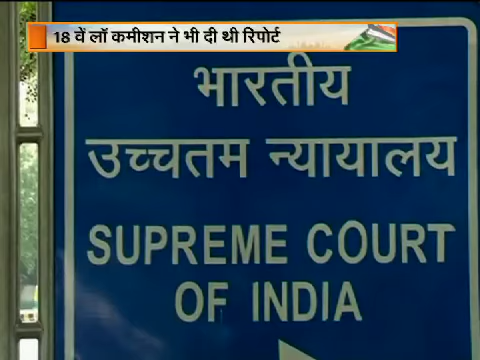 18 वें लॉ कमीशन ने भी दी थी रिपोर्ट
भारतीय
उच्चतम न्यायालय
SUPREME COURT
OF INDIA